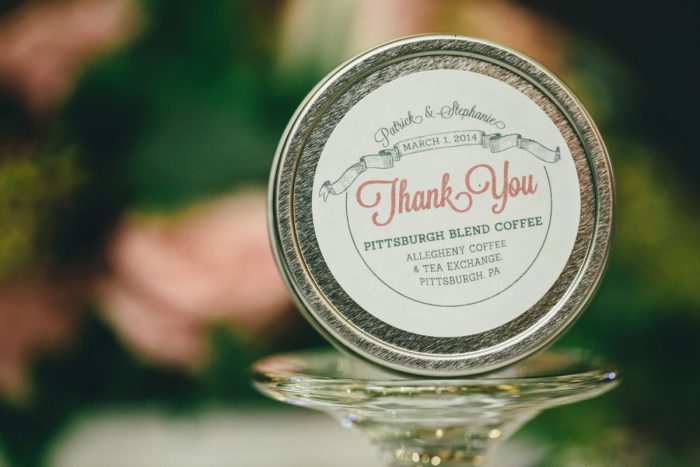 Patrick & Stephanie
MARCH 1, 2014
Thank You
PITTSBURGH BLEND COFFEE
ALLEGHENY COFFEE
& TEA EXCHANGE,
PITTSBURGH, PA